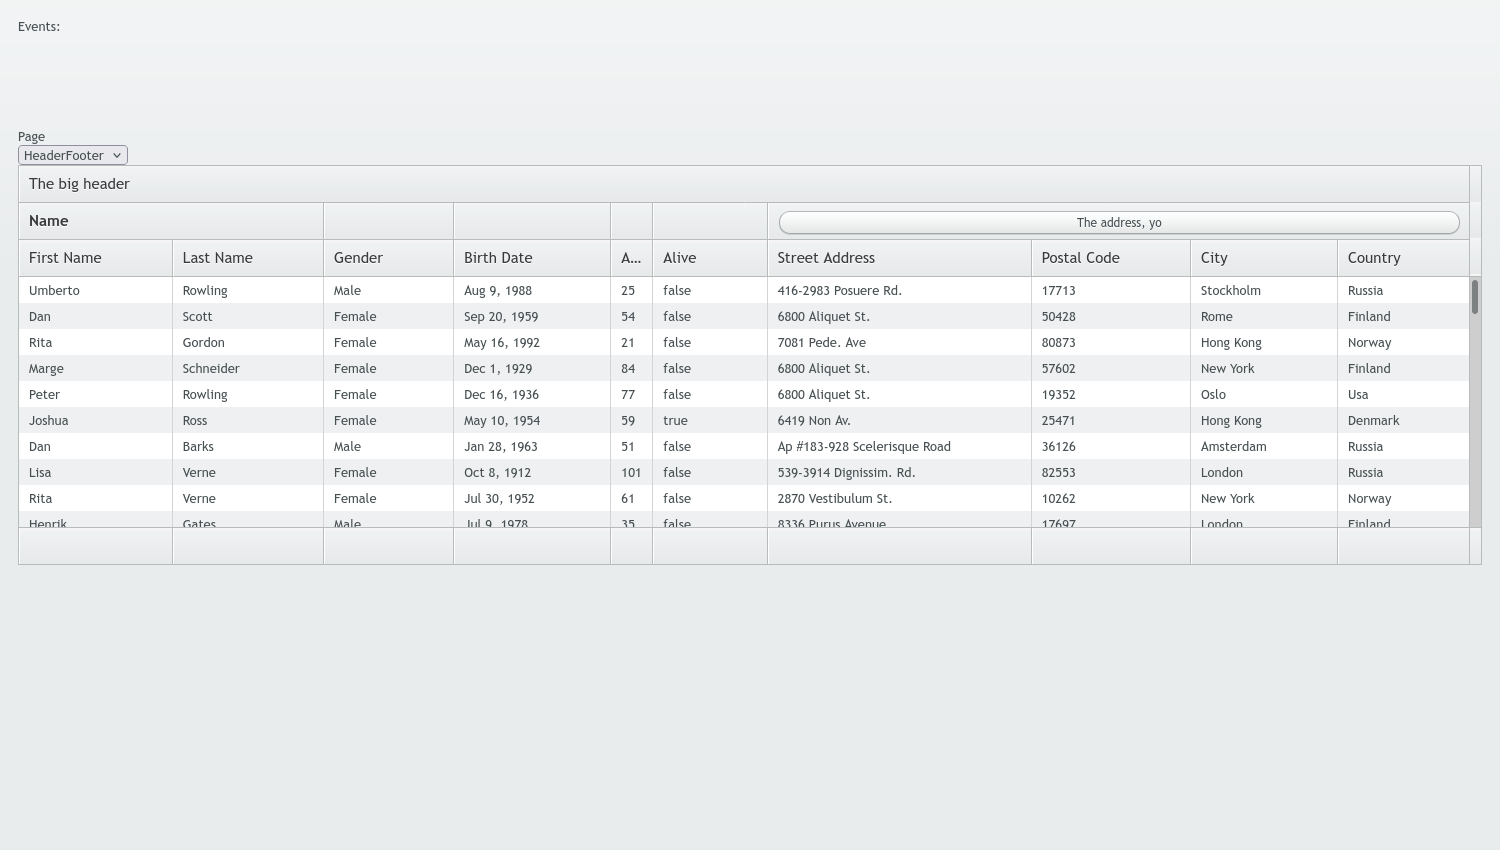 Events:
Page
HeaderFooter
The big header
Name The address, yo
First Name Last Name Gender Birth Date A... Alive Street Address Postal Code City Country
Umberto Rowling Male Aug 9, 1988 25 false 416-2983 Posuere Rd. 17713 Stockholm Russia
Dan Scott Female Sep 20, 1959 54 false 6800 Aliquet St. 50428 Rome Finland
Rita Gordon Female May 16, 1992 21 false 7081 Pede. Ave 80873 Hong Kong Norway
Marge Schneider Female Dec 1, 1929 84 false 6800 Aliquet St. 57602 New York Finland
Peter Rowling Female Dec 16, 1936 77 false 6800 Aliquet St. 19352 Oslo Usa
Joshua Ross Female May 10, 1954 59 true 6419 Non Av. 25471 Hong Kong Denmark
Dan Barks Male Jan 28, 1963 51 false Ap #183-928 Scelerisque Road 36126 Amsterdam Russia
Lisa Verne Female Oct 8, 1912 101 false 539-3914 Dignissim. Rd. 82553 London Russia
Rita Verne Female Jul 30, 1952 61 false 2870 Vestibulum St. 10262 New York Norway
Henrik Gates Male Jul 9, 1978 35 false 8336 Purus Avenue 17697 London Finland